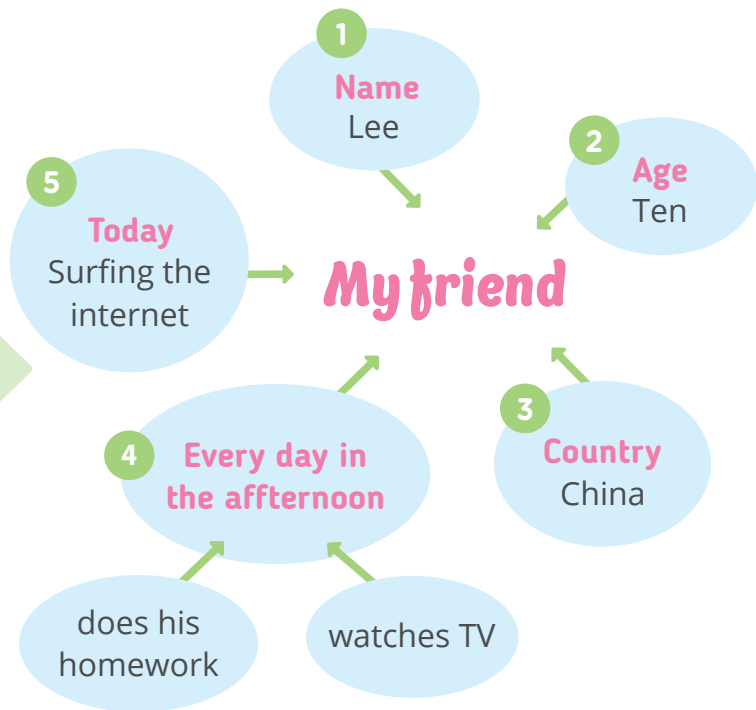 My friend
1
Name
Lee
2
Age
Ten
3
Country
China
4
Every day in
the affternoon
does his
homework
watches TV
5
Today
Surfing the
internet